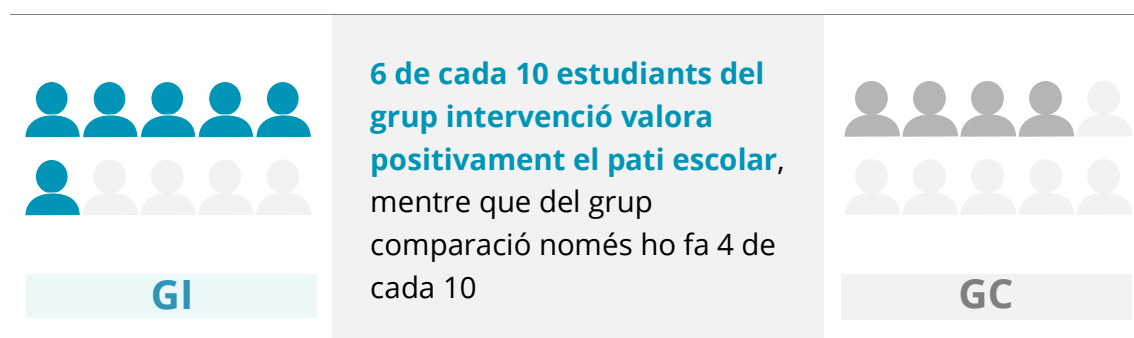 6 de cada 10 estudiants del
grup intervenció valora
positivament el pati escolar,
mentre que del grup
comparació només ho fa 4 de
cada 10
GI
GC